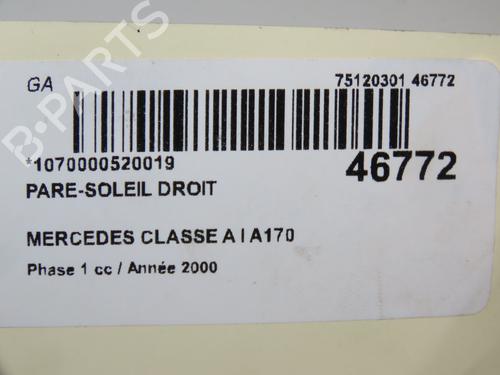 GA 75120301 46772
*1070000520019 46772
PARE-SOLEIL DROIT
MERCEDES CLASSE A I A170
Phase 1 cc / Année 2000
B-PARTS